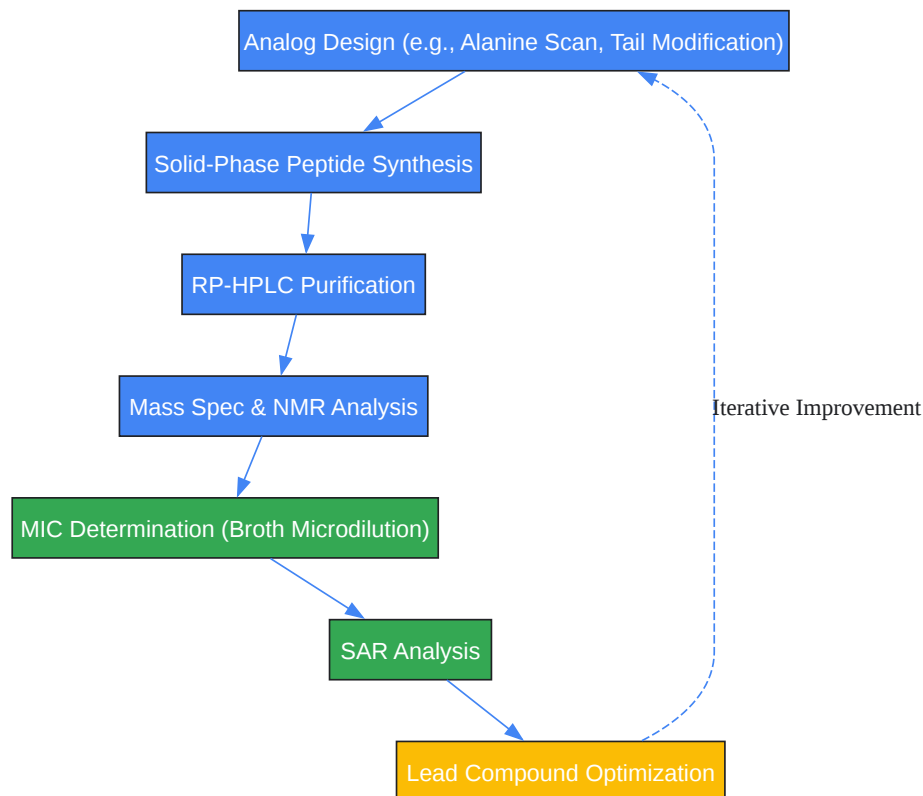 Analog Design (e.g., Alanine Scan, Tail Modification)
Solid-Phase Peptide Synthesis
RP-HPLC Purification
Mass Spec & NMR Analysis
Iterative Improvement
MIC Determination (Broth Microdilution)
SAR Analysis
Lead Compound Optimization